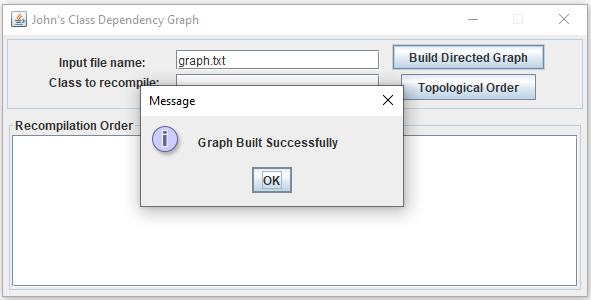 John's Class Dependency Graph
Input file name: graph.txt Build Directed Graph
Class to recompile: Topological Order
Message
Graph Built Successfully
OK
Recompilation Order